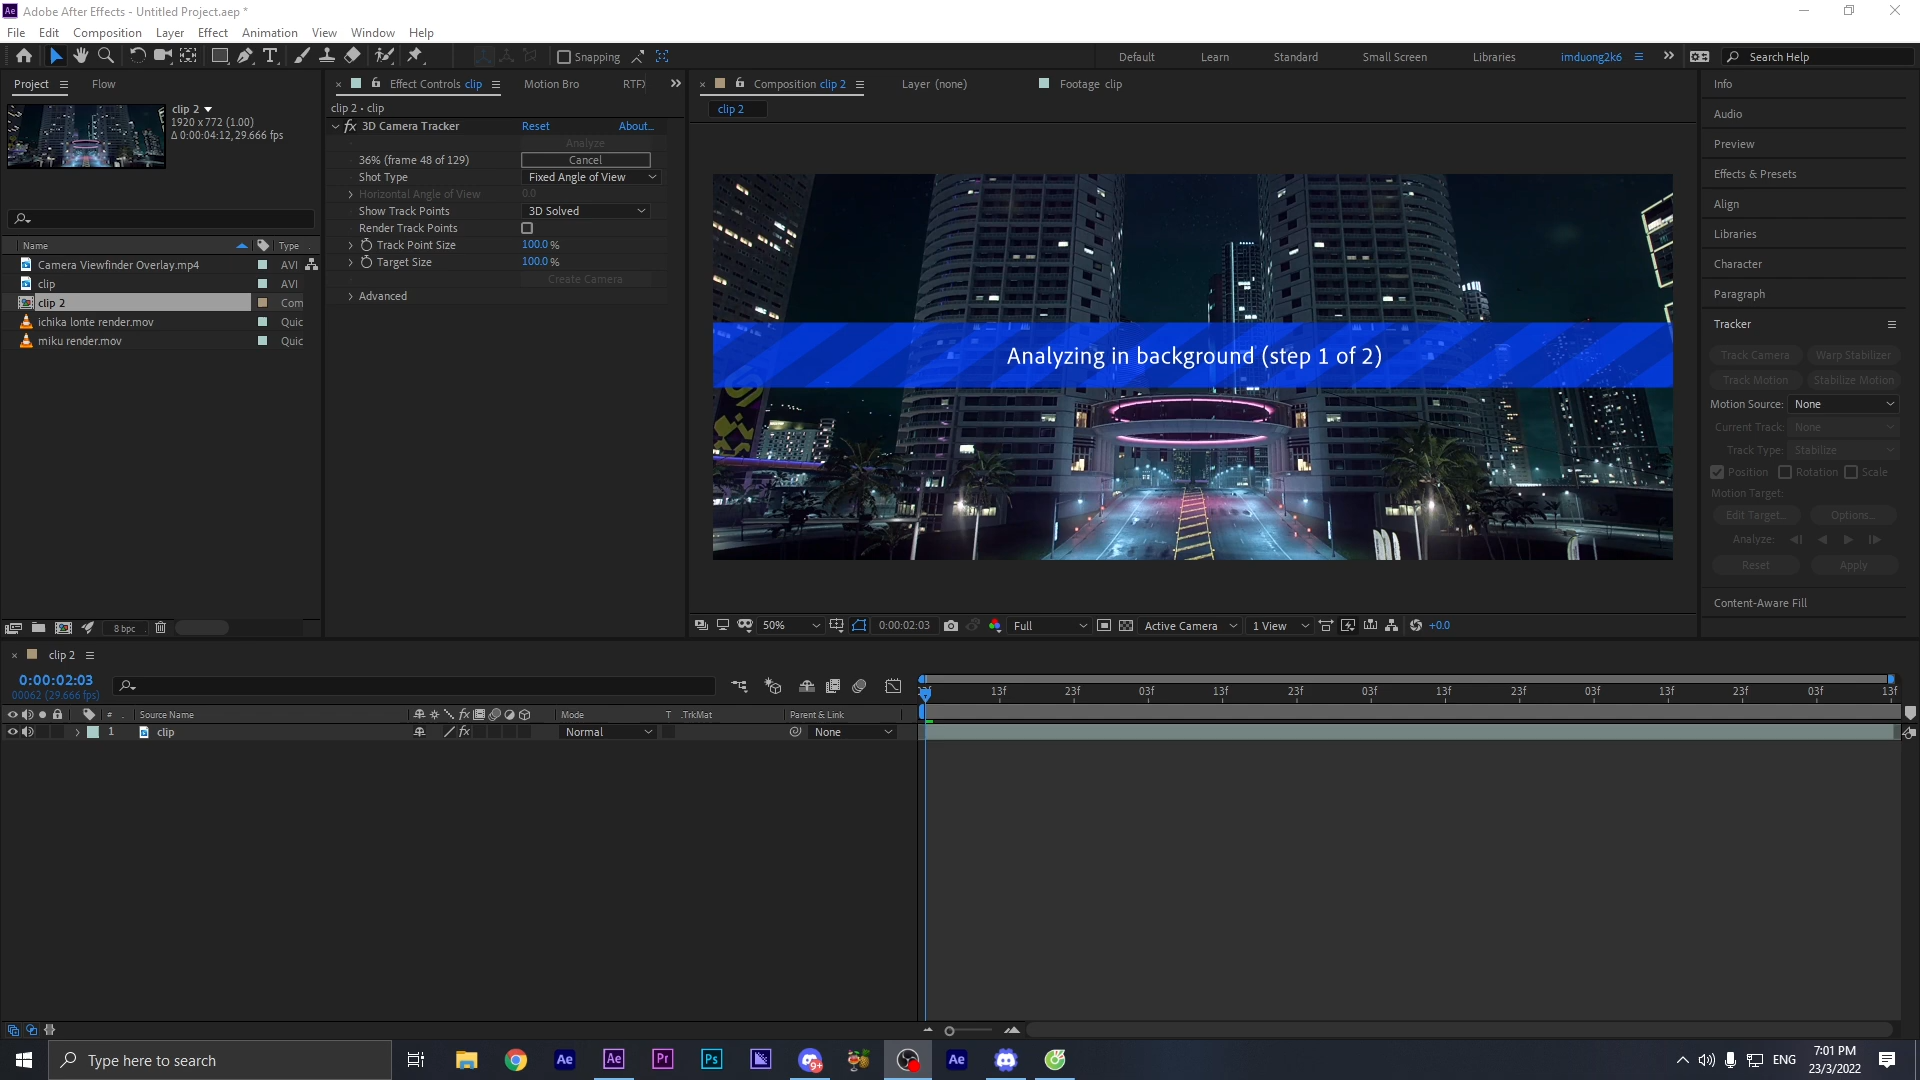 Adobe After Effects - Untitled Project.aep *
File Edit Composition Layer Effect Animation View Window Help
Snapping
Default Learn Standard Small Screen Libraries imduong2k6 Search Help
Project Flow
clip 2
1920 x 772 (1.00)
Δ 0:00:04:12, 29.666 fps
Name Type
Camera Viewfinder Overlay.mp4 AVI
clip AVI
clip 2 Com
ichika lonte render.mov Quic
miku render.mov Quic
8 bpc
Effect Controls clip Motion Bro RTFX
clip 2 • clip
fx 3D Camera Tracker Reset About...
Analyze
36% (frame 48 of 129) Cancel
Shot Type Fixed Angle of View
Horizontal Angle of View 0.0
Show Track Points 3D Solved
Render Track Points
Track Point Size 100.0 %
Target Size 100.0 %
Create Camera
Advanced
Composition clip 2 Layer (none) Footage clip
clip 2
Analyzing in background (step 1 of 2)
50% 0:00:02:03 Full Active Camera 1 View +0.0
Info
Audio
Preview
Effects & Presets
Align
Libraries
Character
Paragraph
Tracker
Track Camera Warp Stabilizer
Track Motion Stabilize Motion
Motion Source: None
Current Track: None
Track Type: Stabilize
Position Rotation Scale
Motion Target:
Edit Target... Options...
Analyze:
Reset Apply
Content-Aware Fill
clip 2
0:00:02:03
00062 (29.666 fps)
13f 23f 03f 13f 23f 03f 13f 23f 03f 13f 23f 03f 13f
# Source Name fx Mode T .TrkMat Parent & Link
1 clip fx Normal None
Type here to search
Ae Ae Pr Ps 9+ Ae
ENG 7:01 PM
23/3/2022